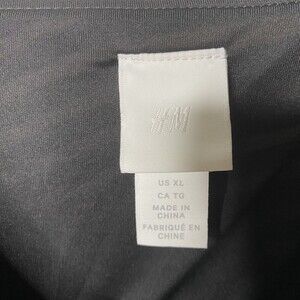 H&M
US XL
CA TG
MADE IN
CHINA
FABRIQUÉ EN
CHINE